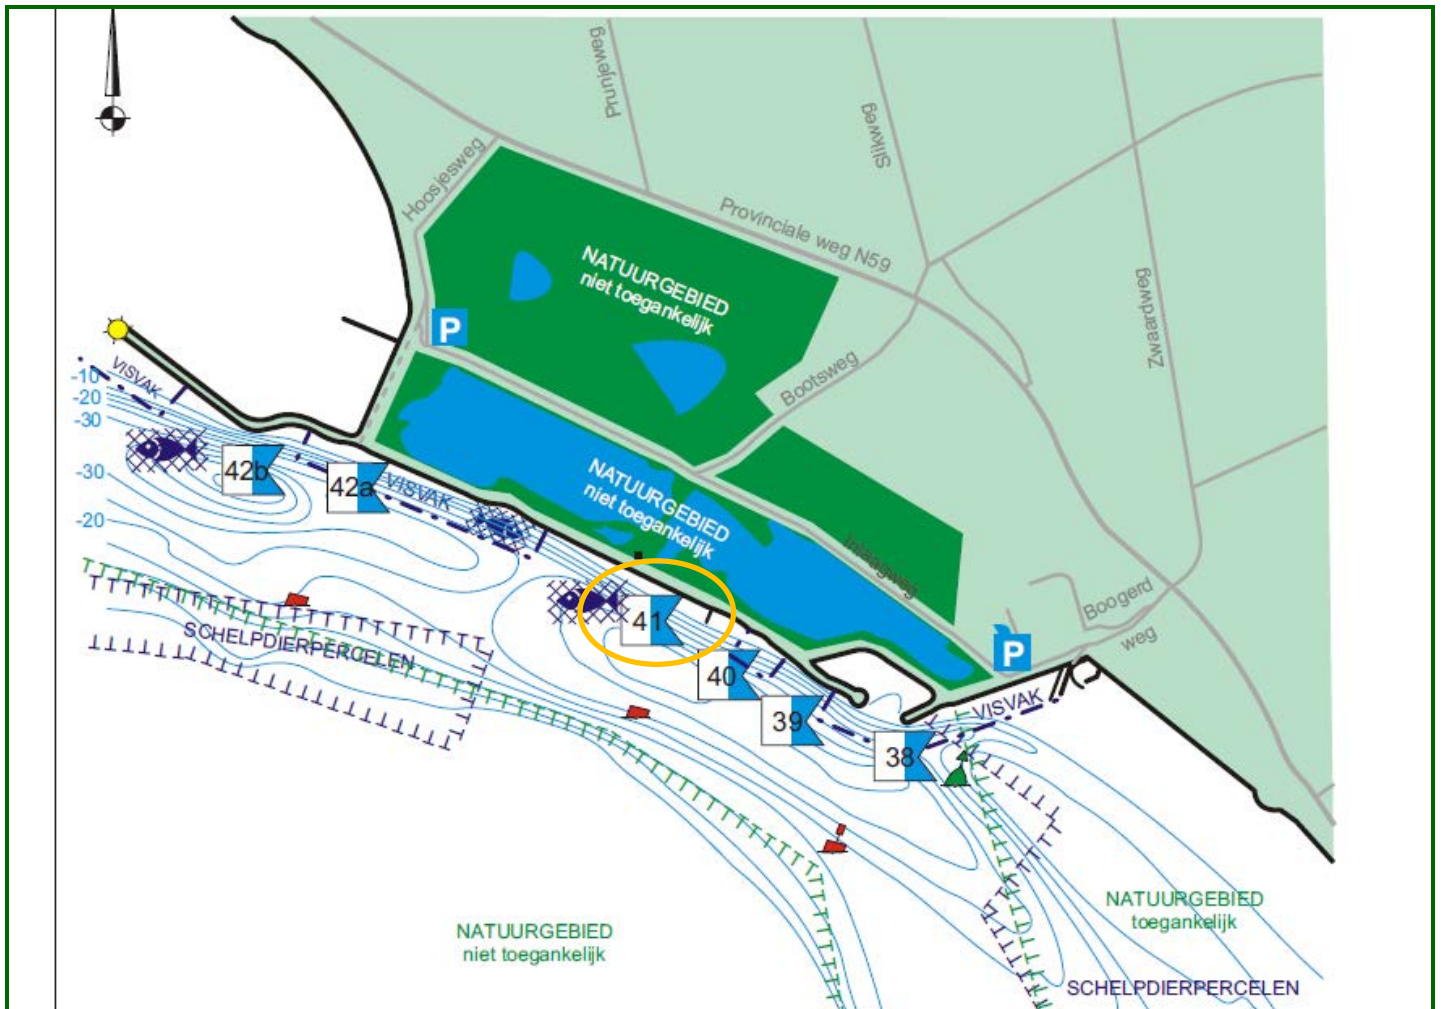 Prunjeweg
Slikweg
Hoosjesweg
Provinciale weg N59
NATUURGEBIED
niet toegankelijk
Zwaardweg
P
Bootsweg
VISVAK
-10
-20
-30
-30
-20
42b
42a
VISVAK
NATUURGEBIED
niet toegankelijk
Inlaagweg
Boogerd
weg
P
41
40
39
38
VISVAK
SCHELPDIERPERCELEN
NATUURGEBIED
toegankelijk
NATUURGEBIED
niet toegankelijk
SCHELPDIERPERCELEN